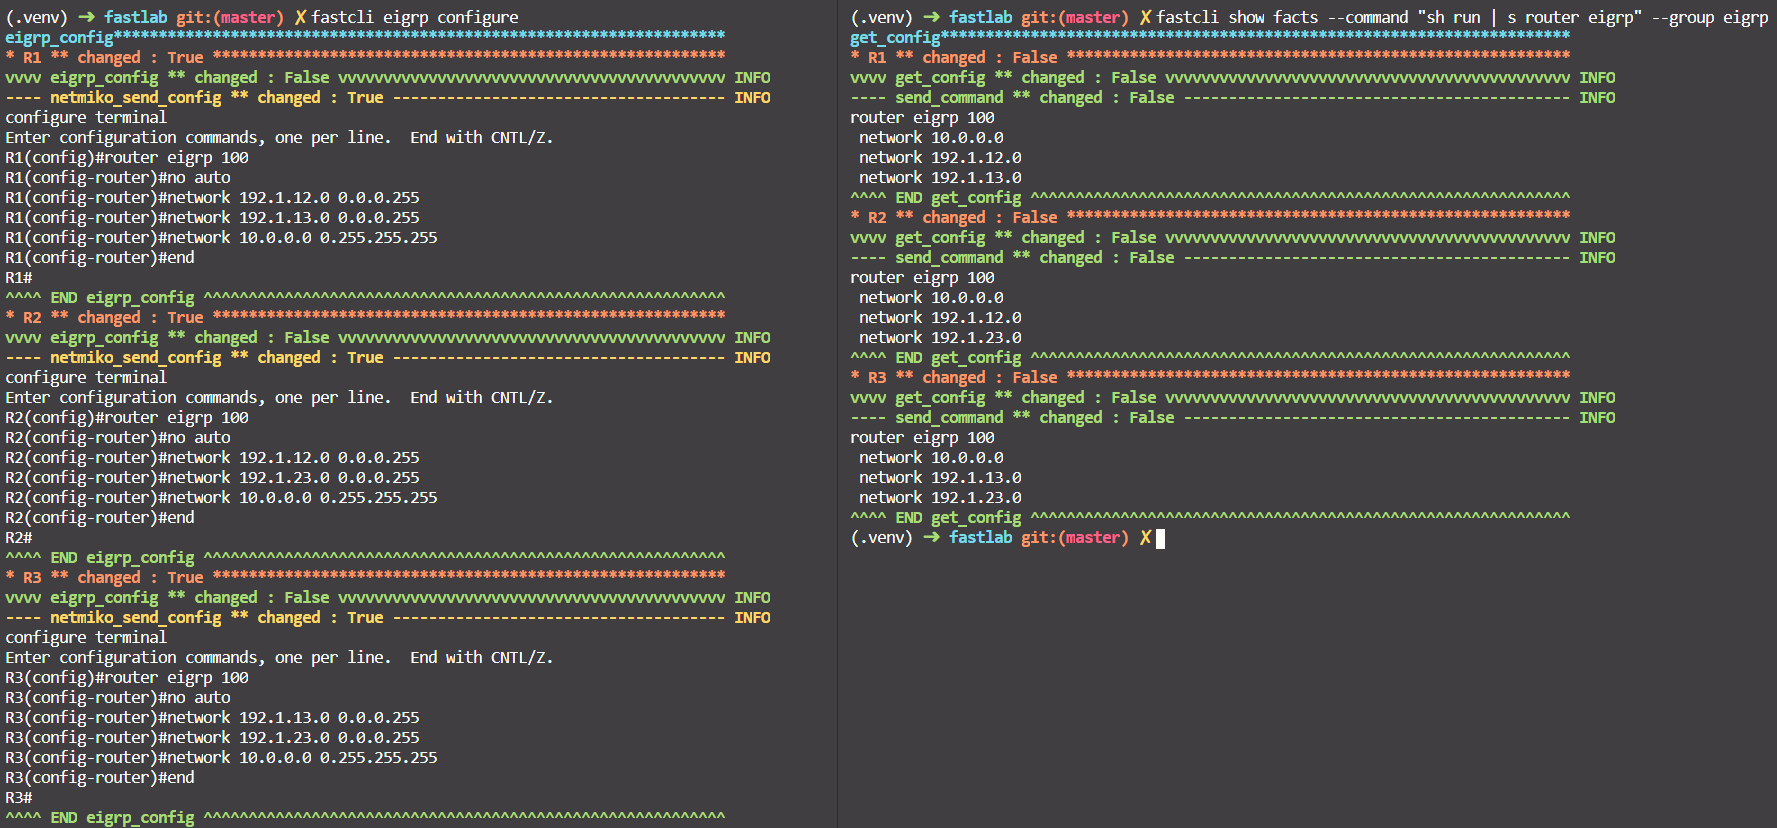 (.venv) → fastlab git:(master) ✗ fastcli eigrp configure
eigrp_config********************************************************************
* R1 ** changed : True *********************************************************
vvvv eigrp_config ** changed : False vvvvvvvvvvvvvvvvvvvvvvvvvvvvvvvvvvvvvvvvvvv INFO
---- netmiko_send_config ** changed : True ------------------------------------- INFO
configure terminal
Enter configuration commands, one per line.  End with CNTL/Z.
R1(config)#router eigrp 100
R1(config-router)#no auto
R1(config-router)#network 192.1.12.0 0.0.0.255
R1(config-router)#network 192.1.13.0 0.0.0.255
R1(config-router)#network 10.0.0.0 0.255.255.255
R1(config-router)#end
R1#
^^^^ END eigrp_config ^^^^^^^^^^^^^^^^^^^^^^^^^^^^^^^^^^^^^^^^^^^^^^^^^^^^^^^^^^
* R2 ** changed : True *********************************************************
vvvv eigrp_config ** changed : False vvvvvvvvvvvvvvvvvvvvvvvvvvvvvvvvvvvvvvvvvvv INFO
---- netmiko_send_config ** changed : True ------------------------------------- INFO
configure terminal
Enter configuration commands, one per line.  End with CNTL/Z.
R2(config)#router eigrp 100
R2(config-router)#no auto
R2(config-router)#network 192.1.12.0 0.0.0.255
R2(config-router)#network 192.1.23.0 0.0.0.255
R2(config-router)#network 10.0.0.0 0.255.255.255
R2(config-router)#end
R2#
^^^^ END eigrp_config ^^^^^^^^^^^^^^^^^^^^^^^^^^^^^^^^^^^^^^^^^^^^^^^^^^^^^^^^^^
* R3 ** changed : True *********************************************************
vvvv eigrp_config ** changed : False vvvvvvvvvvvvvvvvvvvvvvvvvvvvvvvvvvvvvvvvvvv INFO
---- netmiko_send_config ** changed : True ------------------------------------- INFO
configure terminal
Enter configuration commands, one per line.  End with CNTL/Z.
R3(config)#router eigrp 100
R3(config-router)#no auto
R3(config-router)#network 192.1.13.0 0.0.0.255
R3(config-router)#network 192.1.23.0 0.0.0.255
R3(config-router)#network 10.0.0.0 0.255.255.255
R3(config-router)#end
R3#
^^^^ END eigrp_config ^^^^^^^^^^^^^^^^^^^^^^^^^^^^^^^^^^^^^^^^^^^^^^^^^^^^^^^^^^
(.venv) → fastlab git:(master) ✗ fastcli show facts --command "sh run | s router eigrp" --group eigrp
get_config**********************************************************************
* R1 ** changed : False ********************************************************
vvvv get_config ** changed : False vvvvvvvvvvvvvvvvvvvvvvvvvvvvvvvvvvvvvvvvvvvvv INFO
---- send_command ** changed : False ------------------------------------------- INFO
router eigrp 100
 network 10.0.0.0
 network 192.1.12.0
 network 192.1.13.0
^^^^ END get_config ^^^^^^^^^^^^^^^^^^^^^^^^^^^^^^^^^^^^^^^^^^^^^^^^^^^^^^^^^^^^
* R2 ** changed : False ********************************************************
vvvv get_config ** changed : False vvvvvvvvvvvvvvvvvvvvvvvvvvvvvvvvvvvvvvvvvvvvv INFO
---- send_command ** changed : False ------------------------------------------- INFO
router eigrp 100
 network 10.0.0.0
 network 192.1.12.0
 network 192.1.23.0
^^^^ END get_config ^^^^^^^^^^^^^^^^^^^^^^^^^^^^^^^^^^^^^^^^^^^^^^^^^^^^^^^^^^^^
* R3 ** changed : False ********************************************************
vvvv get_config ** changed : False vvvvvvvvvvvvvvvvvvvvvvvvvvvvvvvvvvvvvvvvvvvvv INFO
---- send_command ** changed : False ------------------------------------------- INFO
router eigrp 100
 network 10.0.0.0
 network 192.1.13.0
 network 192.1.23.0
^^^^ END get_config ^^^^^^^^^^^^^^^^^^^^^^^^^^^^^^^^^^^^^^^^^^^^^^^^^^^^^^^^^^^^
(.venv) → fastlab git:(master) ✗